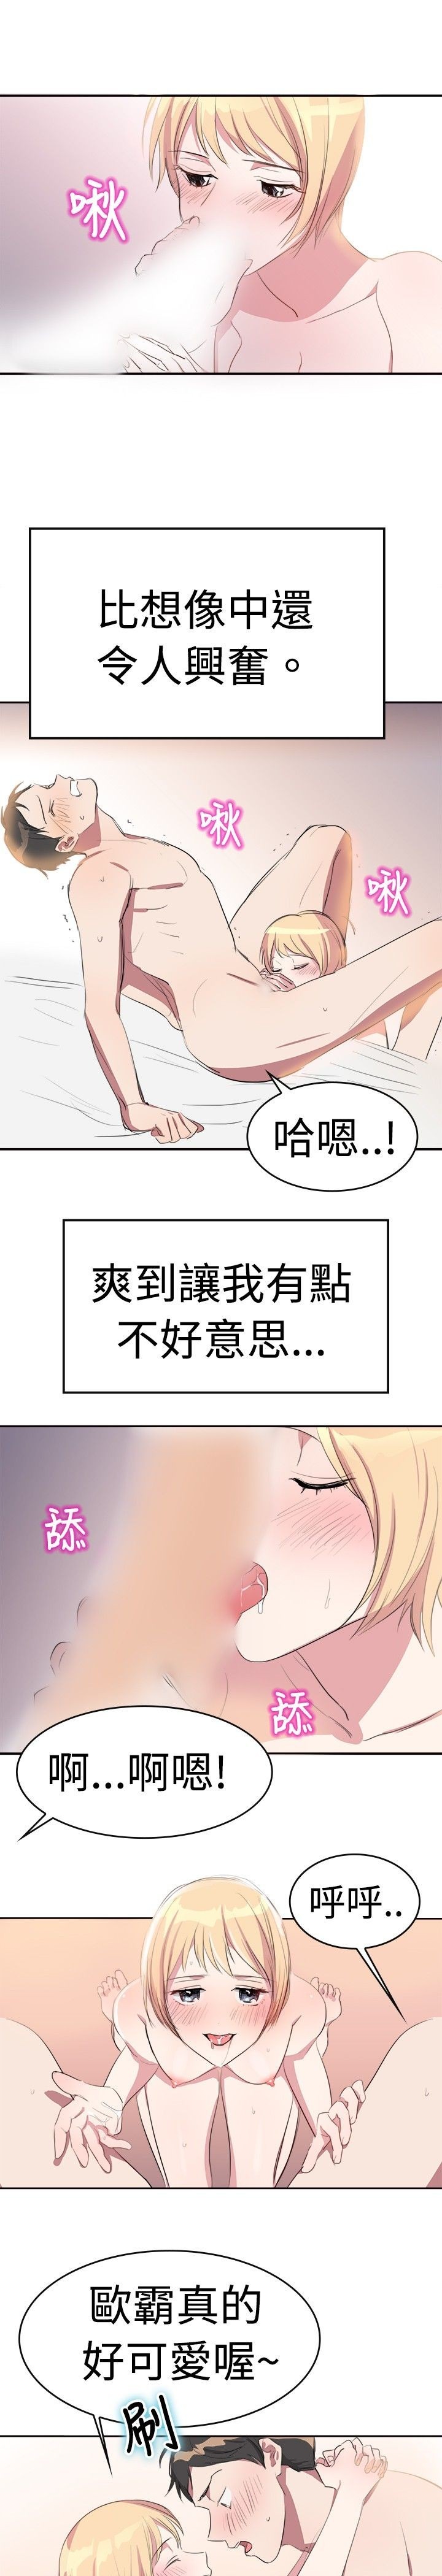 啾
比想像中還
令人興奮。
啾
啾
哈嗯..!
爽到讓我有點
不好意思...
舔
舔
啊...啊嗯!
呼呼..
歐霸真的
好可愛喔~
刷